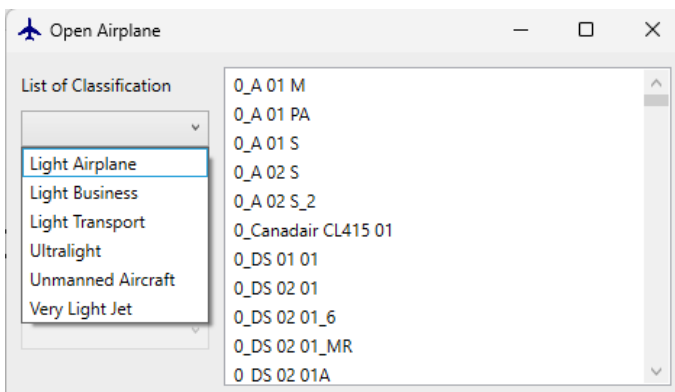 Open Airplane
List of Classification
Light Airplane
Light Business
Light Transport
Ultralight
Unmanned Aircraft
Very Light Jet
0_A 01 M
0_A 01 PA
0_A 01 S
0_A 02 S
0_A 02 S_2
0_Canadair CL415 01
0_DS 01 01
0_DS 02 01
0_DS 02 01_6
0_DS 02 01_MR
0_DS 02 01A